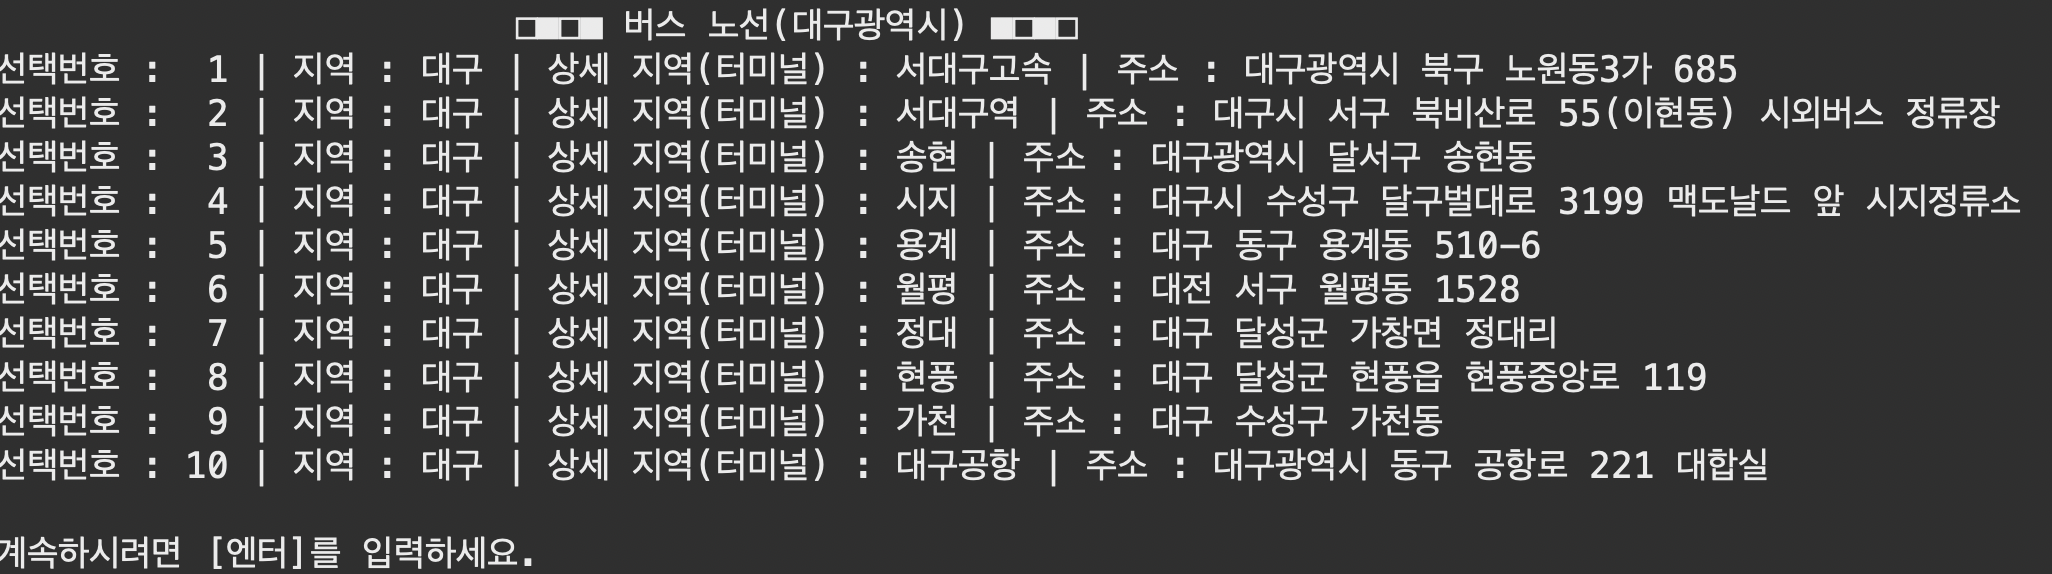 □■□■ 버스 노선(대구광역시) ■□■□
선택번호 :  1 | 지역 : 대구 | 상세 지역(터미널) : 서대구고속 | 주소 : 대구광역시 북구 노원동3가 685
선택번호 :  2 | 지역 : 대구 | 상세 지역(터미널) : 서대구역 | 주소 : 대구시 서구 북비산로 55(이현동) 시외버스 정류장
선택번호 :  3 | 지역 : 대구 | 상세 지역(터미널) : 송현 | 주소 : 대구광역시 달서구 송현동
선택번호 :  4 | 지역 : 대구 | 상세 지역(터미널) : 시지 | 주소 : 대구시 수성구 달구벌대로 3199 맥도날드 앞 시지정류소
선택번호 :  5 | 지역 : 대구 | 상세 지역(터미널) : 용계 | 주소 : 대구 동구 용계동 510-6
선택번호 :  6 | 지역 : 대구 | 상세 지역(터미널) : 월평 | 주소 : 대전 서구 월평동 1528
선택번호 :  7 | 지역 : 대구 | 상세 지역(터미널) : 정대 | 주소 : 대구 달성군 가창면 정대리
선택번호 :  8 | 지역 : 대구 | 상세 지역(터미널) : 현풍 | 주소 : 대구 달성군 현풍읍 현풍중앙로 119
선택번호 :  9 | 지역 : 대구 | 상세 지역(터미널) : 가천 | 주소 : 대구 수성구 가천동
선택번호 : 10 | 지역 : 대구 | 상세 지역(터미널) : 대구공항 | 주소 : 대구광역시 동구 공항로 221 대합실
계속하시려면 [엔터]를 입력하세요.